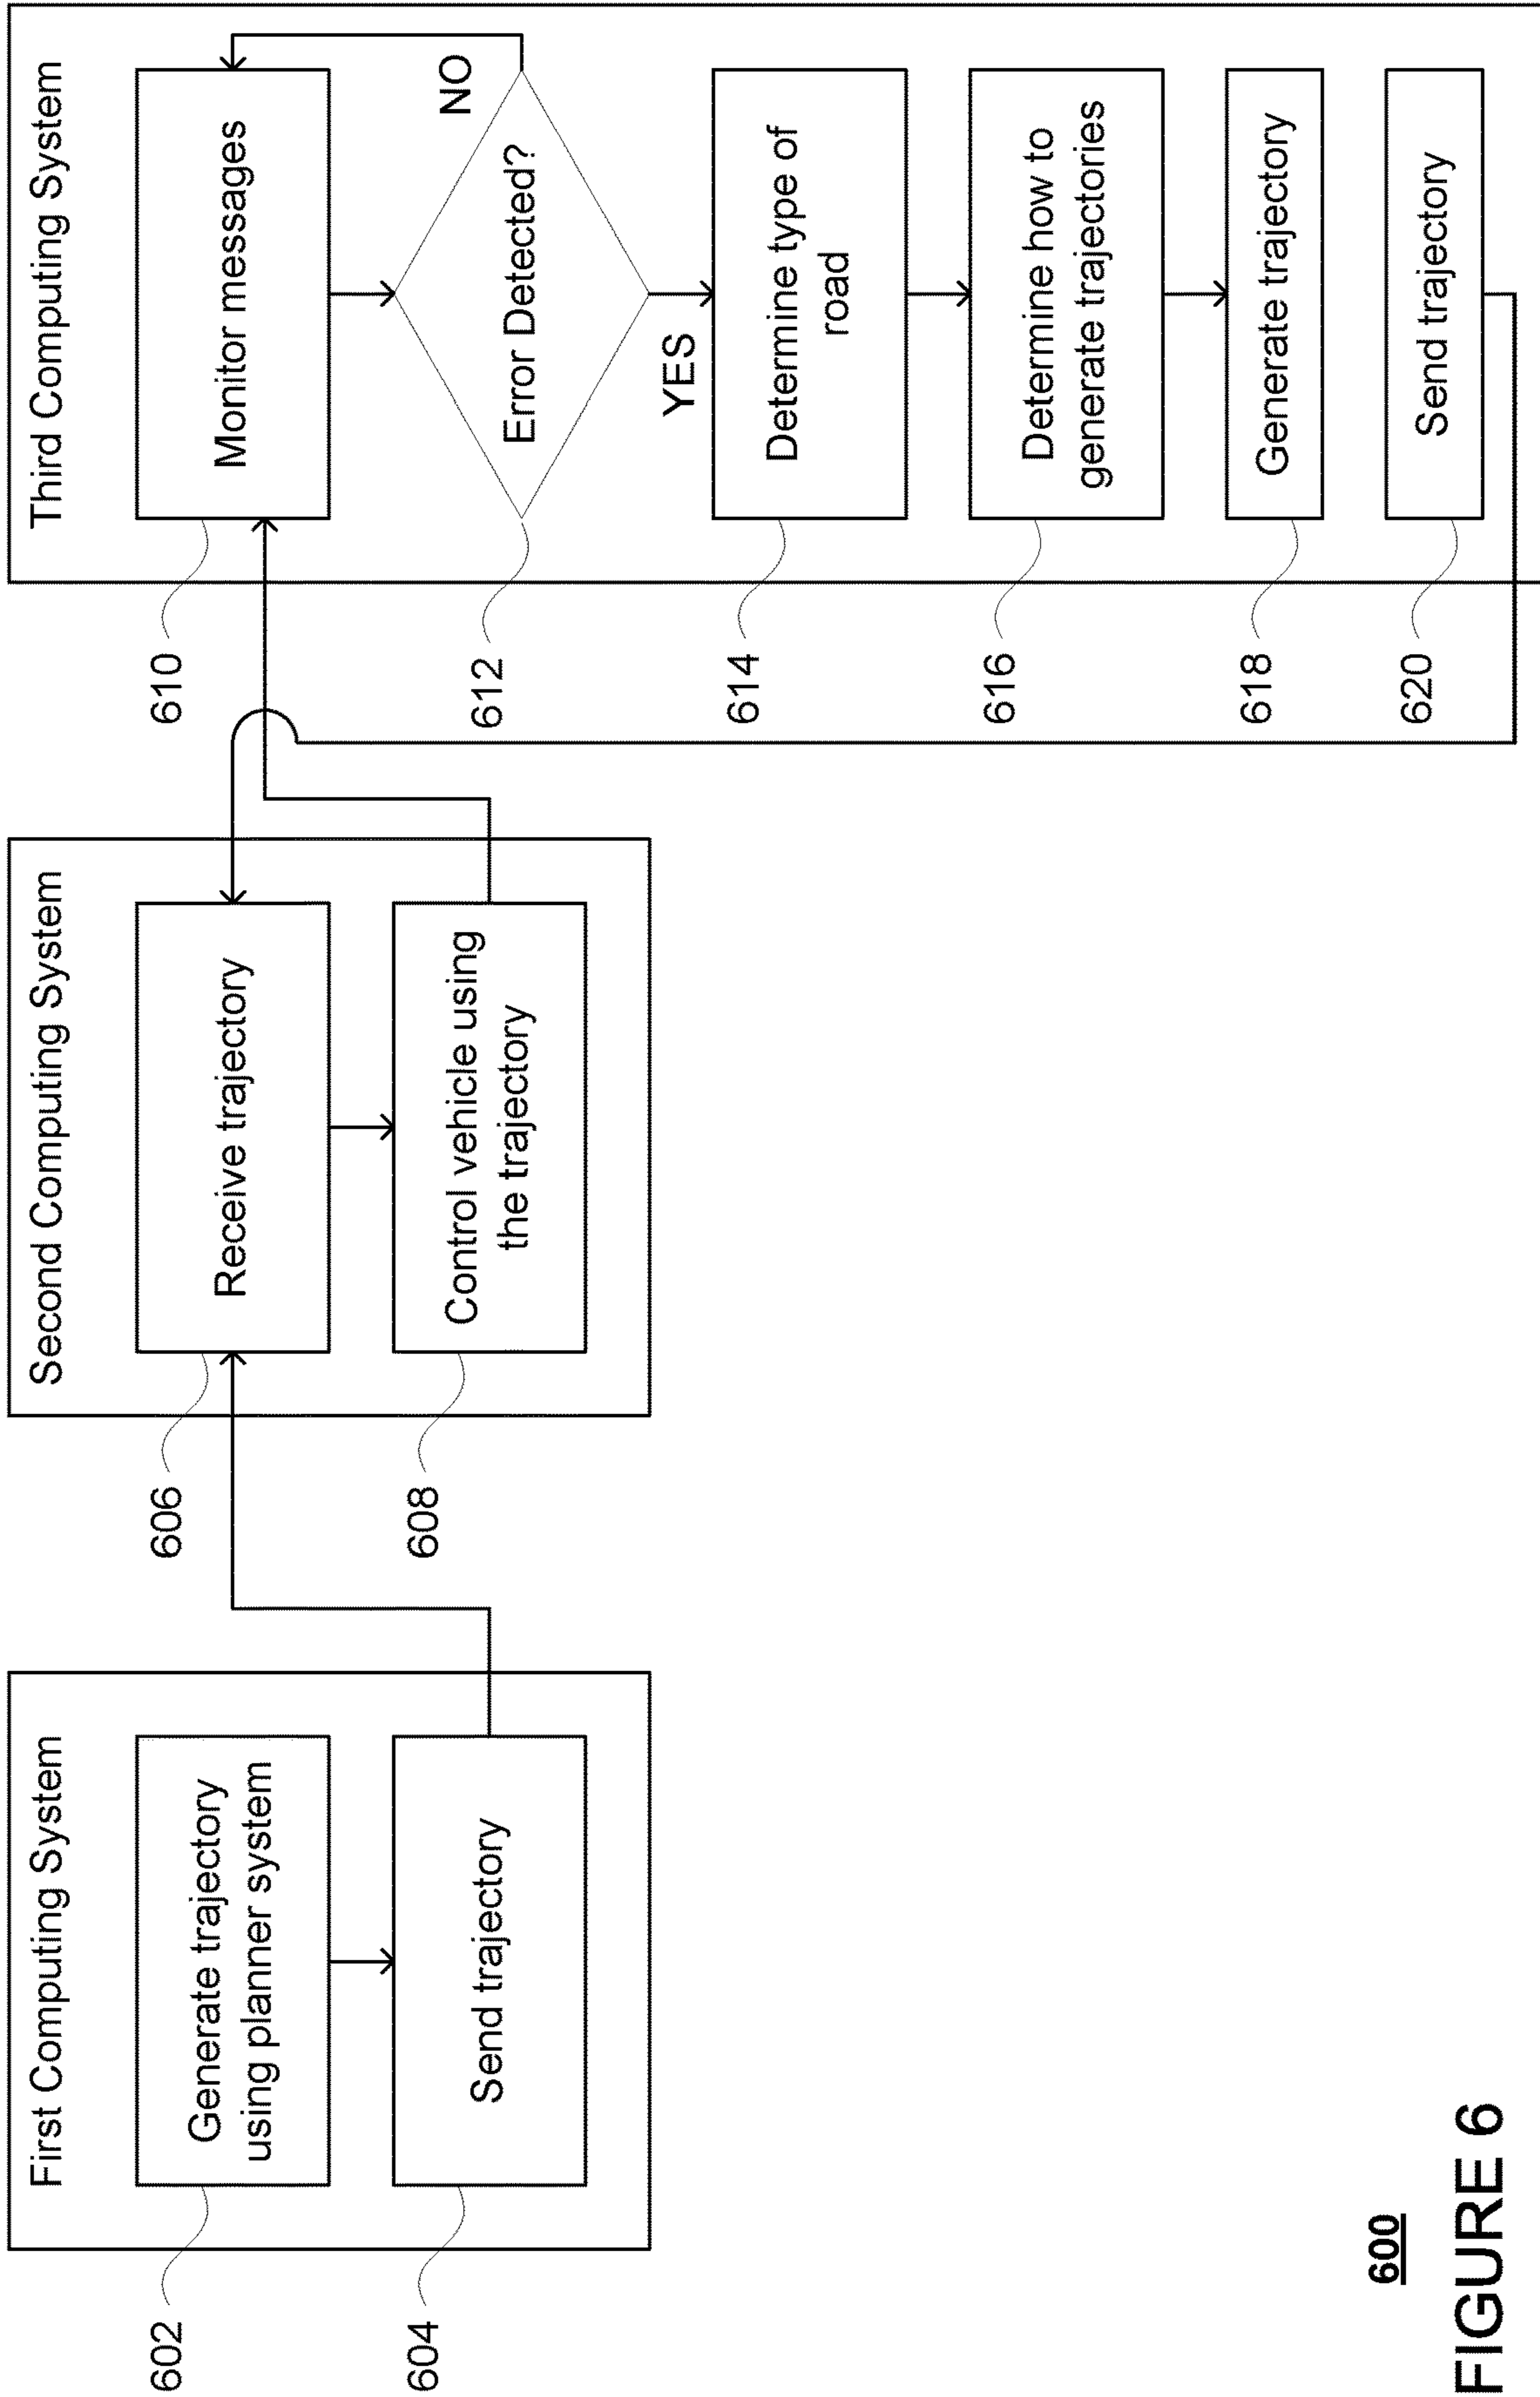 First Computing System
602
Generate trajectory
using planner system
604
Send trajectory
Second Computing System
606
Receive trajectory
608
Control vehicle using
the trajectory
Third Computing System
610
Monitor messages
612
Error Detected?
NO
YES
614
Determine type of
road
616
Determine how to
generate trajectories
618
Generate trajectory
620
Send trajectory
600
FIGURE 6